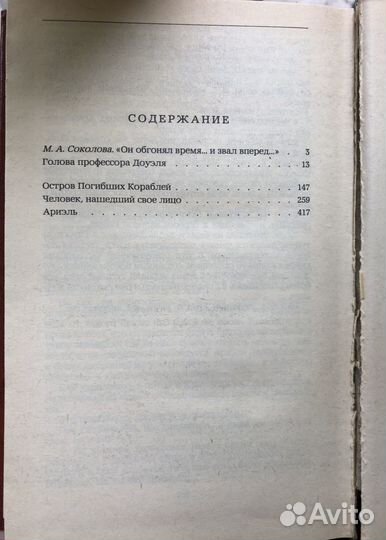 СОДЕРЖАНИЕ
М. А. Соколова. «Он обгонял время... и звал вперед...» . 3
Голова профессора Доуэля . . . . . . . . 13
Остров Погибших Кораблей . . . . . . . . 147
Человек, нашедший свое лицо . . . . . . . 259
Ариэль . . . . . . . . . . . . 417
Avito